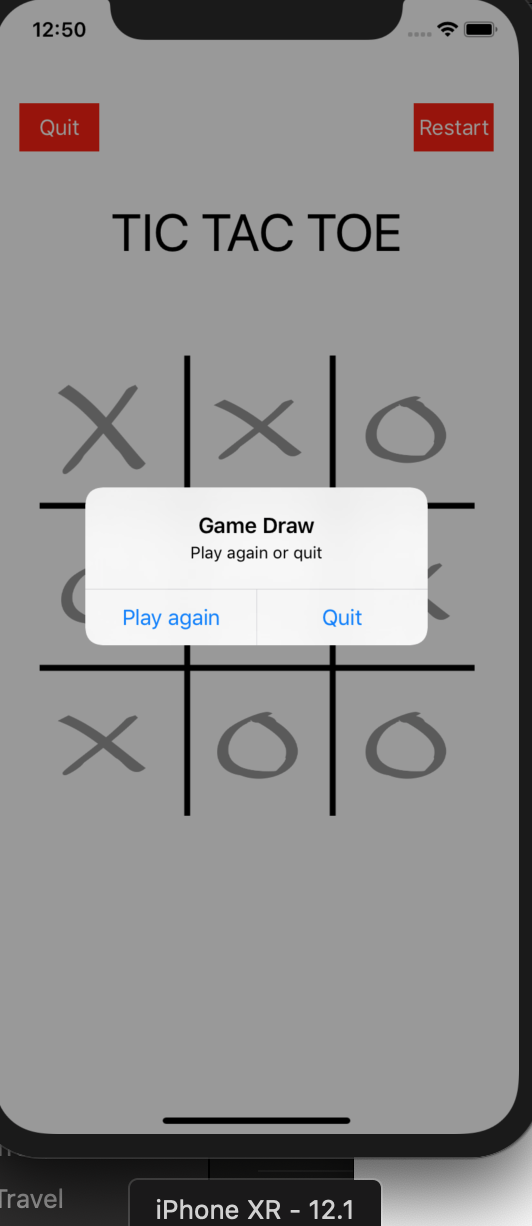 12:50
Quit
Restart
TIC TAC TOE
X X O
Game Draw
Play again or quit
Play again
Quit
X O O
Travel
iPhone XR - 12.1